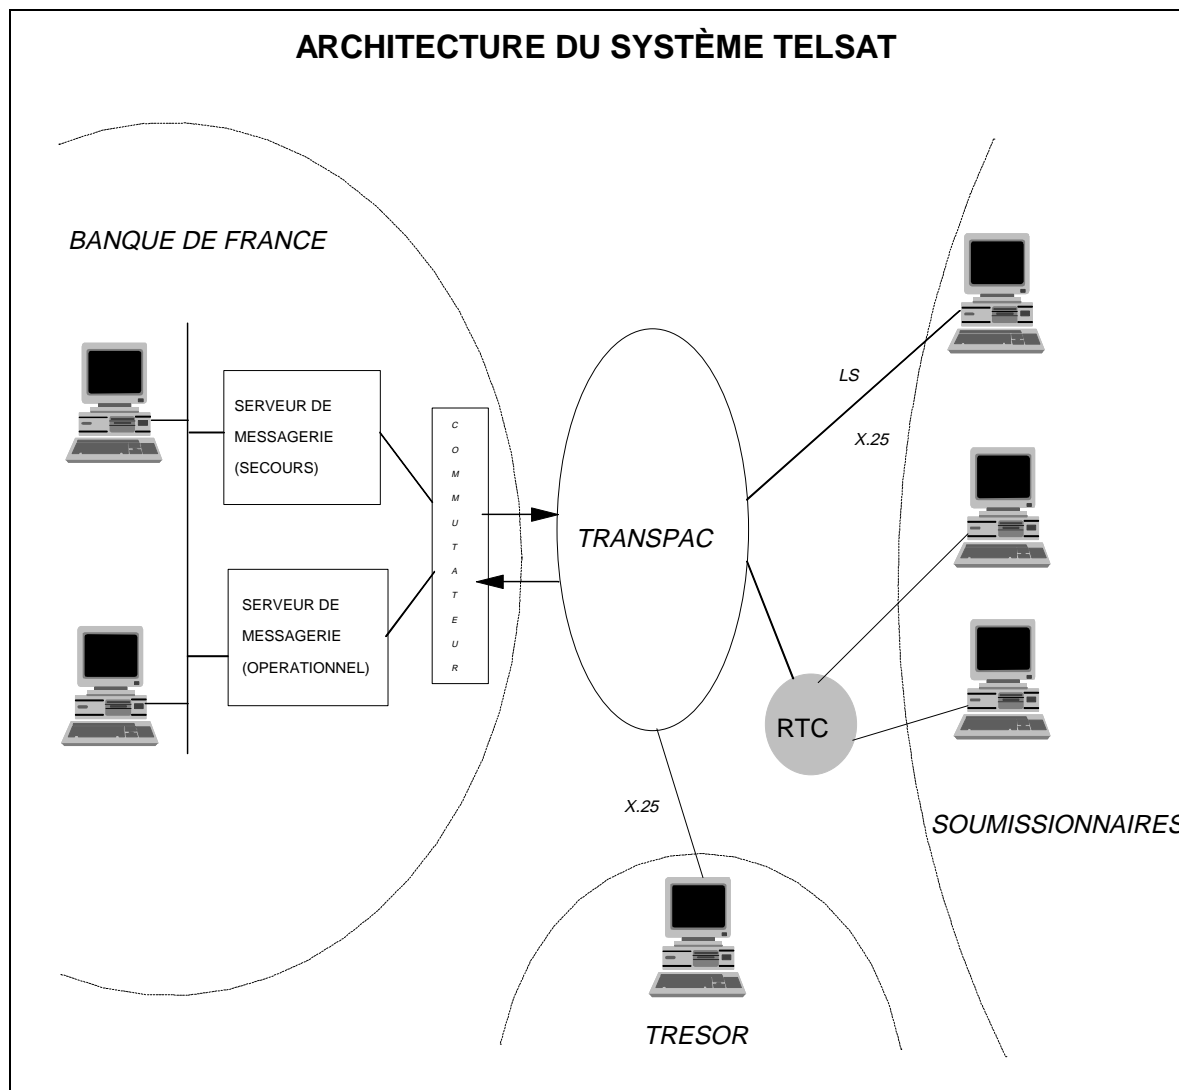 ARCHITECTURE DU SYSTÈME TELSAT
BANQUE DE FRANCE
SERVEUR DE
MESSAGERIE
(SECOURS)
SERVEUR DE
MESSAGERIE
(OPERATIONNEL)
COMMUTATEUR
TRANSPAC
LS
X.25
RTC
X.25
SOUMISSIONNAIRES
TRESOR